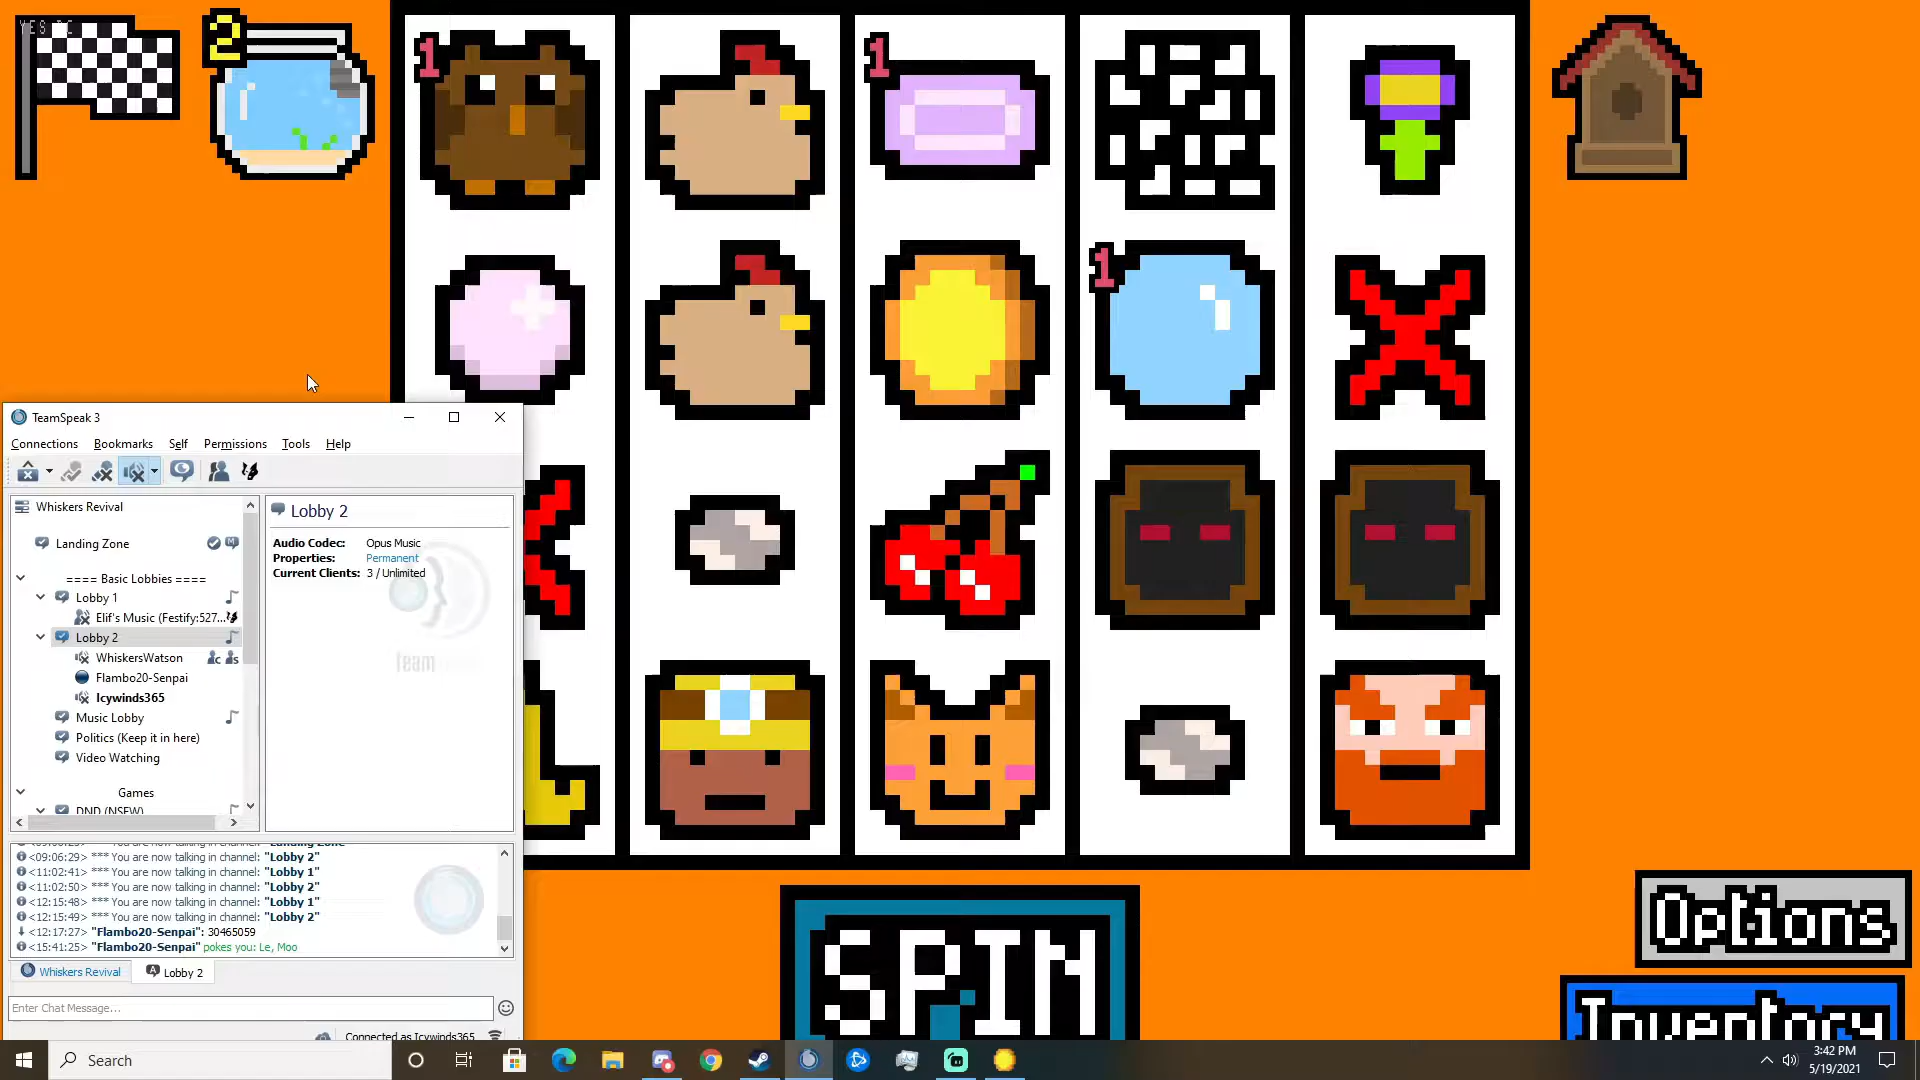 YES
2
1
1
1
TeamSpeak 3
Connections Bookmarks Self Permissions Tools Help
Whiskers Revival
Landing Zone
==== Basic Lobbies ====
Lobby 1
Elif's Music (Festify:527...
Lobby 2
WhiskersWatson
Flambo20-Senpai
Icywinds365
Music Lobby
Politics (Keep it in here)
Video Watching
Games
DND (NSFW)
Lobby 2
Audio Codec: Opus Music
Properties: Permanent
Current Clients: 3 / Unlimited
<09:06:29> *** You are now talking in channel: "Lobby 2"
<11:02:41> *** You are now talking in channel: "Lobby 1"
<11:02:50> *** You are now talking in channel: "Lobby 2"
<12:15:48> *** You are now talking in channel: "Lobby 1"
<12:15:49> *** You are now talking in channel: "Lobby 2"
<12:17:27> "Flambo20-Senpai": 30465059
<15:41:25> "Flambo20-Senpai" pokes you: Le, Moo
Whiskers Revival
Lobby 2
Enter Chat Message...
Connected as Icywinds365
SPIN
Options
Inventory
Search
3:42 PM
5/19/2021